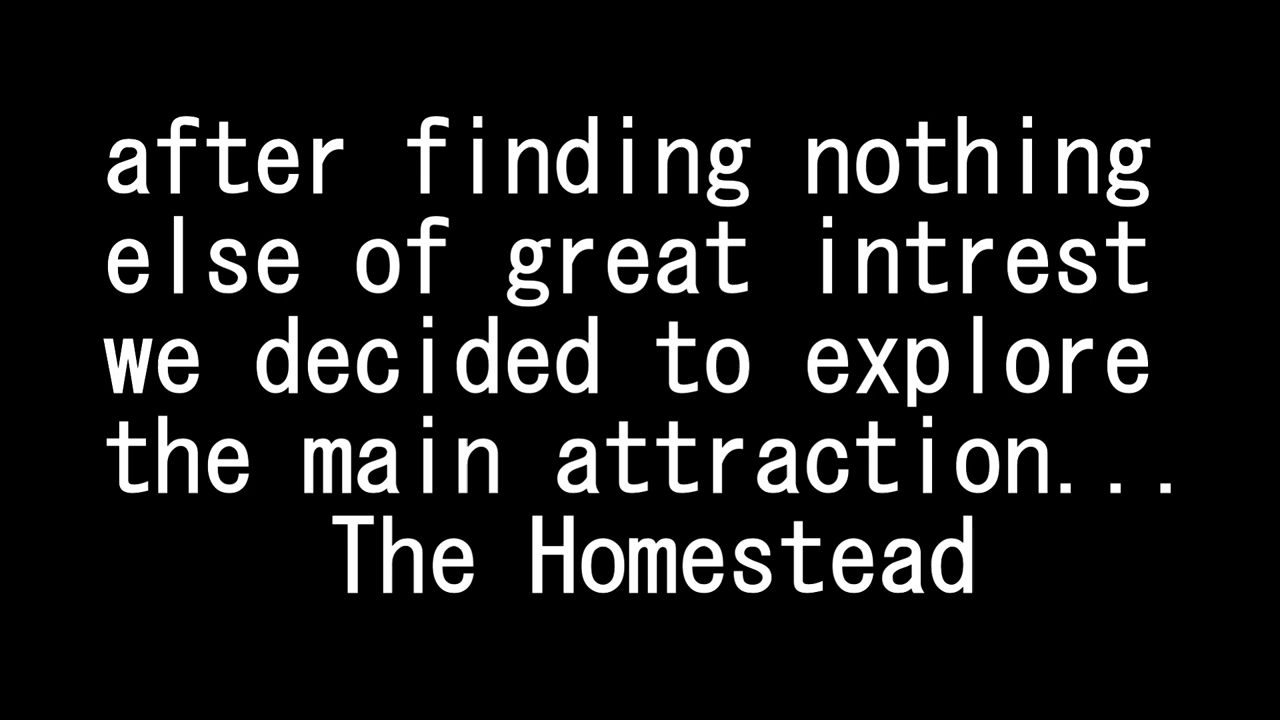 after finding nothing
else of great intrest
we decided to explore
the main attraction...
The Homestead